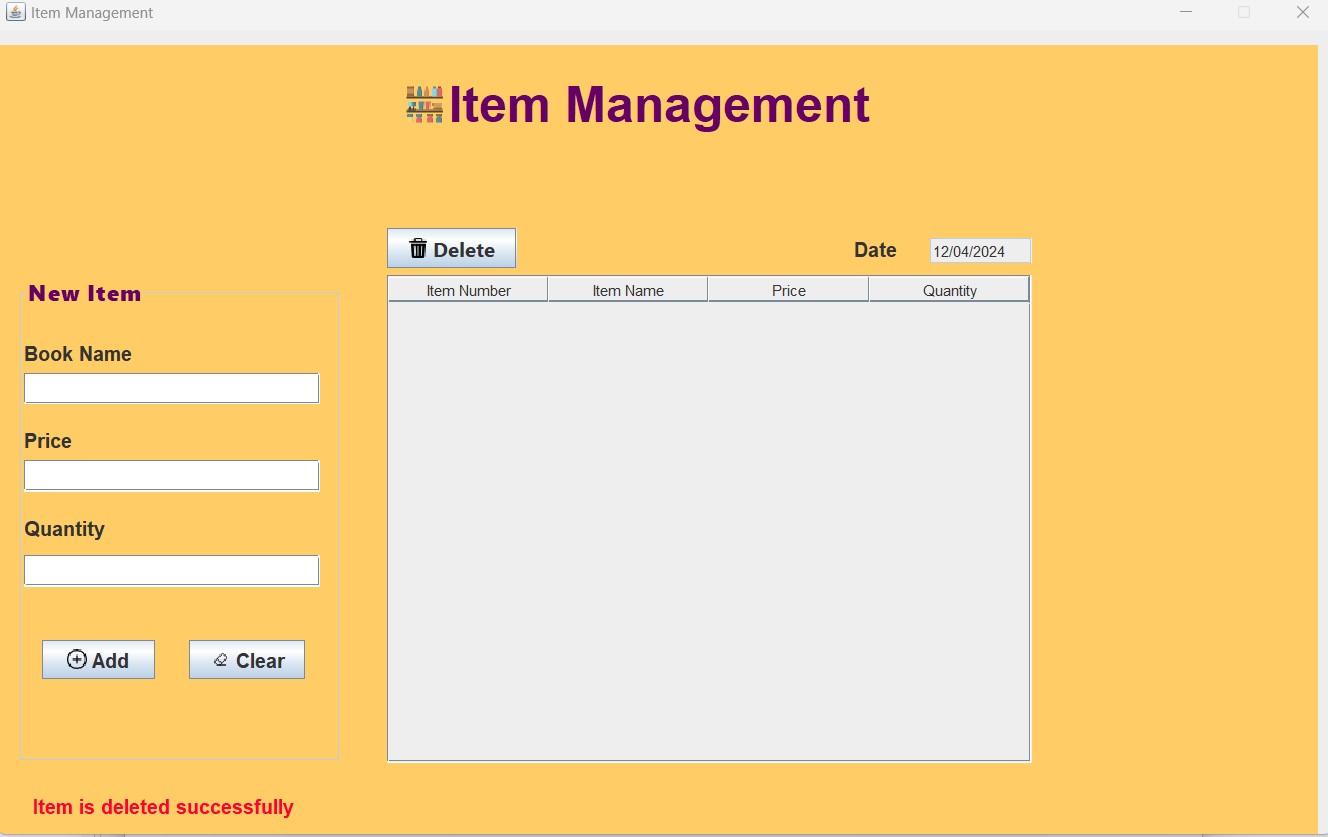 Item Management
Item Management
Delete
Date
12/04/2024
Item Number Item Name Price Quantity
New Item
Book Name
Price
Quantity
Add
Clear
Item is deleted successfully